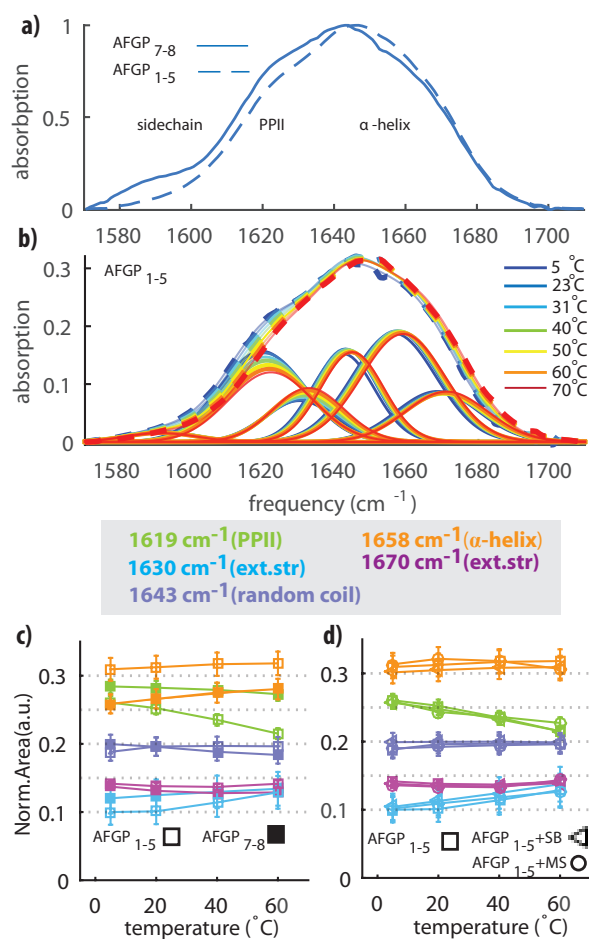 a)
AFGP 7-8
AFGP 1-5
sidechain PPII α -helix
absorbption
1
0.5
0
1580 1600 1620 1640 1660 1680 1700
b)
AFGP 1-5
5 °C
23°C
31 °C
40°C
50°C
60°C
70°C
absorption
0.3
0.2
0.1
0
1580 1600 1620 1640 1660 1680 1700
frequency(cm -1)
1619 cm-1(PPII) 1658 cm-1(α-helix)
1630 cm-1(ext.str) 1670 cm-1(ext.str)
1643 cm-1(random coil)
c)
Norm.Area(a.u.)
0.3
0.2
0.1
0
AFGP 1-5 AFGP 7-8
0 20 40 60
temperature (°C)
d)
0.3
0.2
0.1
0
AFGP 1-5 AFGP 1-5+SB
AFGP 1-5+MS
0 20 40 60
temperature (°C)